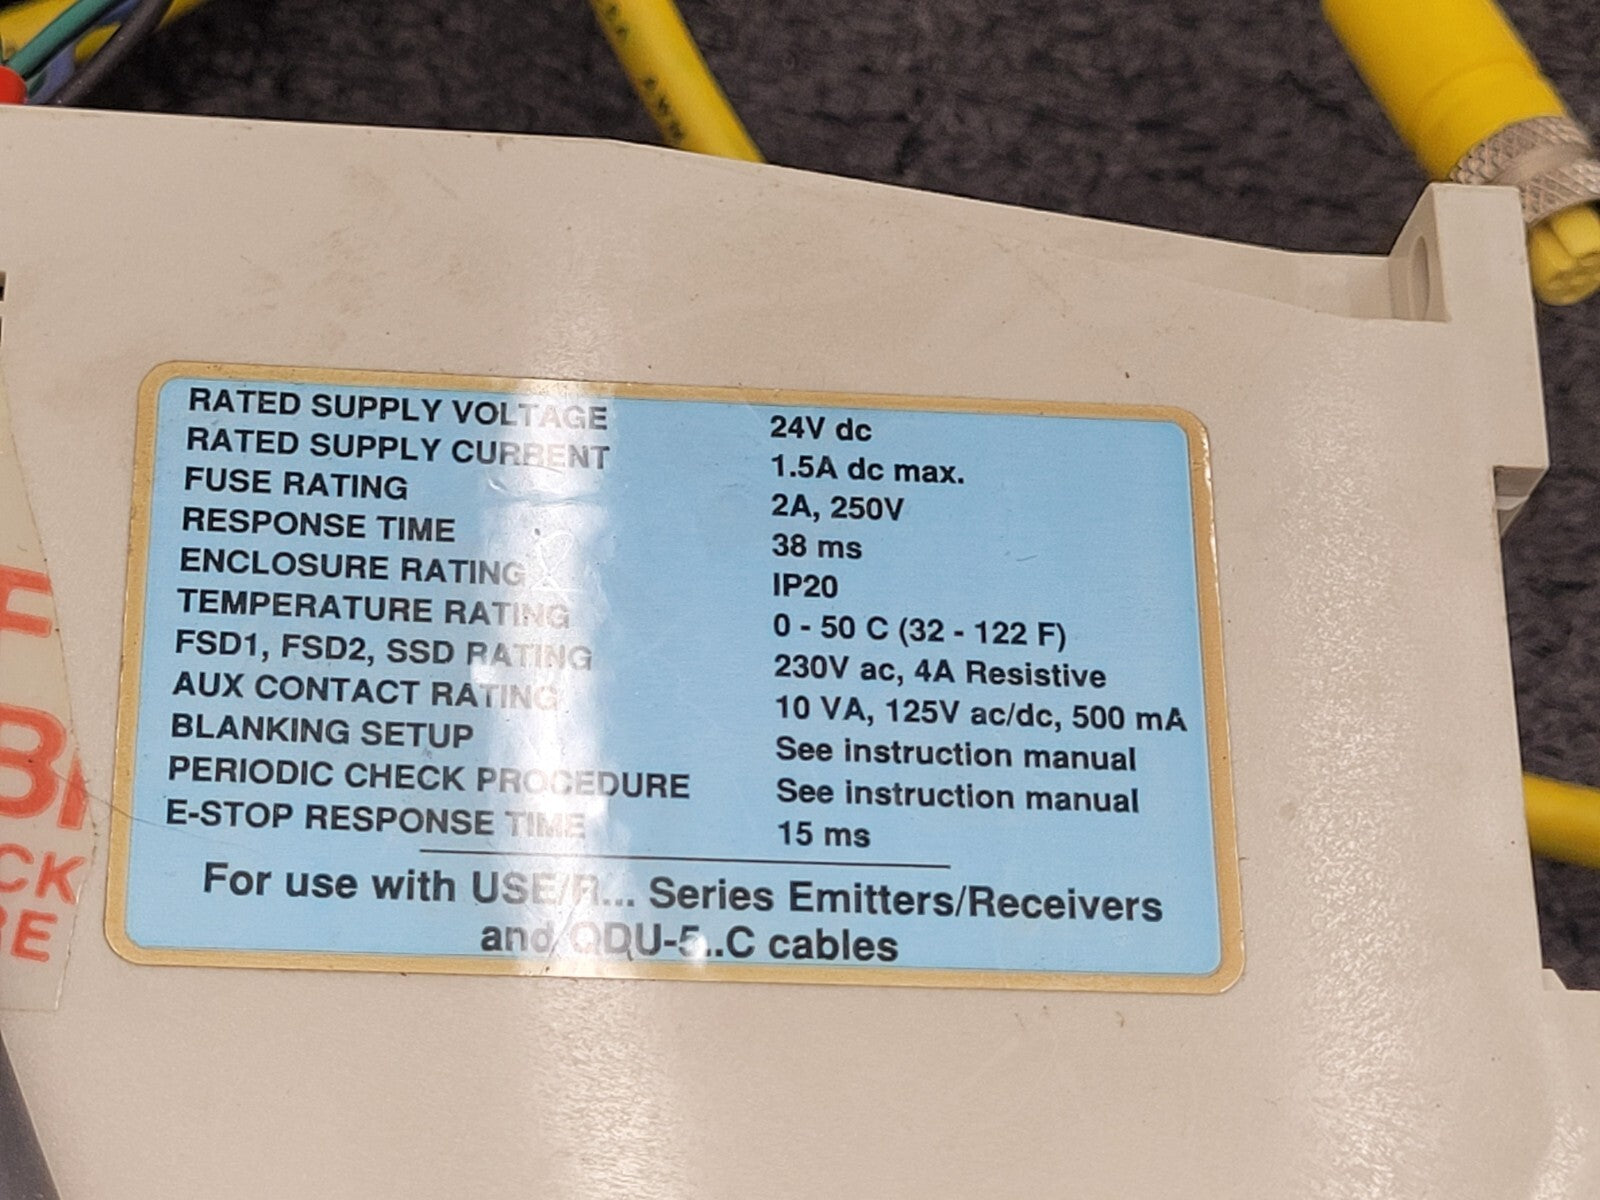 RATED SUPPLY VOLTAGE 24V dc
RATED SUPPLY CURRENT 1.5A dc max.
FUSE RATING 2A, 250V
RESPONSE TIME 38 ms
ENCLOSURE RATING IP20
TEMPERATURE RATING 0 - 50 C (32 - 122 F)
FSD1, FSD2, SSD RATING 230V ac, 4A Resistive
AUX CONTACT RATING 10 VA, 125V ac/dc, 500 mA
BLANKING SETUP See instruction manual
PERIODIC CHECK PROCEDURE See instruction manual
E-STOP RESPONSE TIME 15 ms
For use with USE/R... Series Emitters/Receivers
and QDU-5..C cables